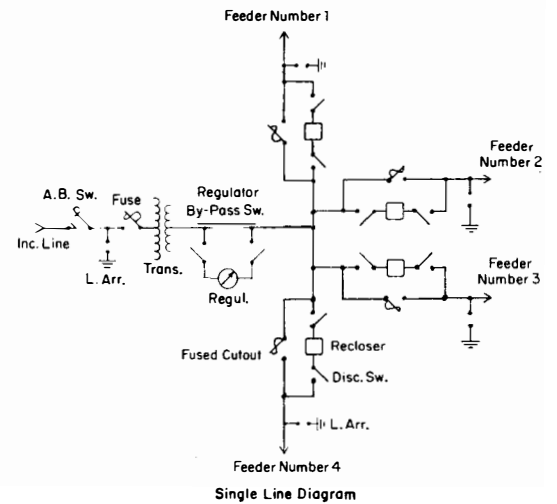 Feeder Number 1
Feeder
Number 2
A.B. Sw.
Fuse
Regulator
By-Pass Sw.
Inc. Line
L. Arr.
Trans.
Regul.
Feeder
Number 3
Fused Cutout
Recloser
Disc. Sw.
L. Arr.
Feeder Number 4
Single Line Diagram